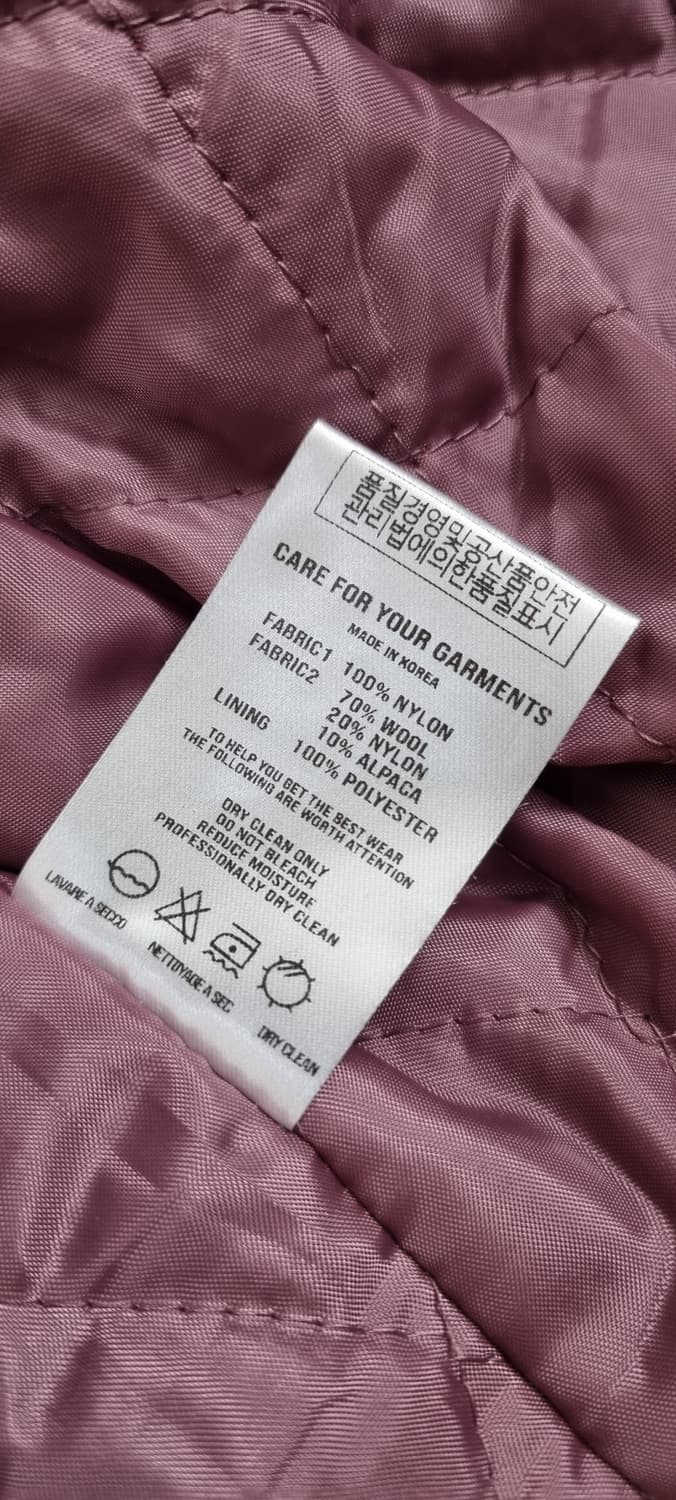 품질경영및공산품안전
관리법에의한품질표시
CARE FOR YOUR GARMENTS
MADE IN KOREA
FABRIC1 100% NYLON
FABRIC2 70% WOOL
20% NYLON
10% ALPACA
LINING 100% POLYESTER
TO HELP YOU GET THE BEST WEAR
THE FOLLOWING ARE WORTH ATTENTION
DRY CLEAN ONLY
DO NOT BLEACH
REDUCE MOISTURE
PROFESSIONALLY DRY CLEAN
LAVARE A SECCO
NETTOYAGE A SEC
DRY CLEAN